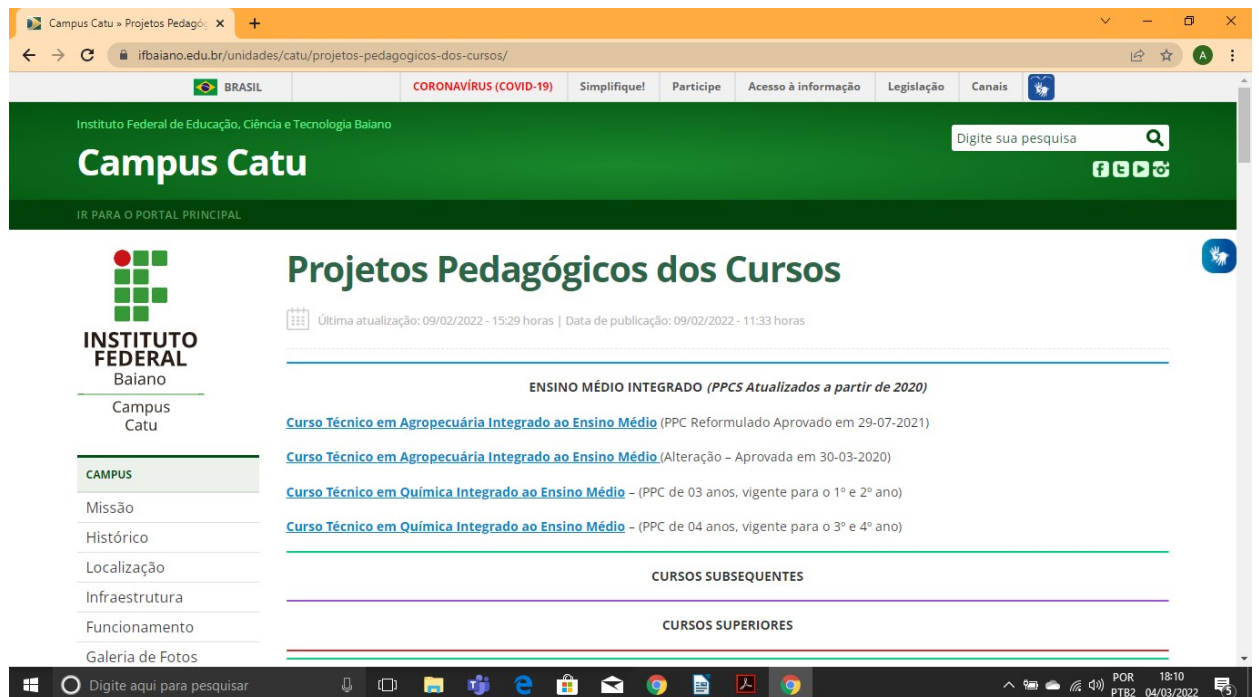 Campus Catu » Projetos Pedagóg
ifbaiano.edu.br/unidades/catu/projetos-pedagogicos-dos-cursos/
A
BRASIL
CORONAVÍRUS (COVID-19)
Simplifique!
Participe
Acesso à informação
Legislação
Canais
Instituto Federal de Educação, Ciência e Tecnologia Baiano
Digite sua pesquisa
Campus Catu
IR PARA O PORTAL PRINCIPAL
INSTITUTO
FEDERAL
Baiano
Campus
Catu
CAMPUS
Missão
Histórico
Localização
Infraestrutura
Funcionamento
Galeria de Fotos
Projetos Pedagógicos dos Cursos
Última atualização: 09/02/2022 - 15:29 horas | Data de publicação: 09/02/2022 - 11:33 horas
ENSINO MÉDIO INTEGRADO (PPCS Atualizados a partir de 2020)
Curso Técnico em Agropecuária Integrado ao Ensino Médio (PPC Reformulado Aprovado em 29-07-2021)
Curso Técnico em Agropecuária Integrado ao Ensino Médio (Alteração – Aprovada em 30-03-2020)
Curso Técnico em Química Integrado ao Ensino Médio – (PPC de 03 anos, vigente para o 1º e 2º ano)
Curso Técnico em Química Integrado ao Ensino Médio – (PPC de 04 anos, vigente para o 3º e 4º ano)
CURSOS SUBSEQUENTES
CURSOS SUPERIORES
Digite aqui para pesquisar
POR
PTB2
18:10
04/03/2022
5